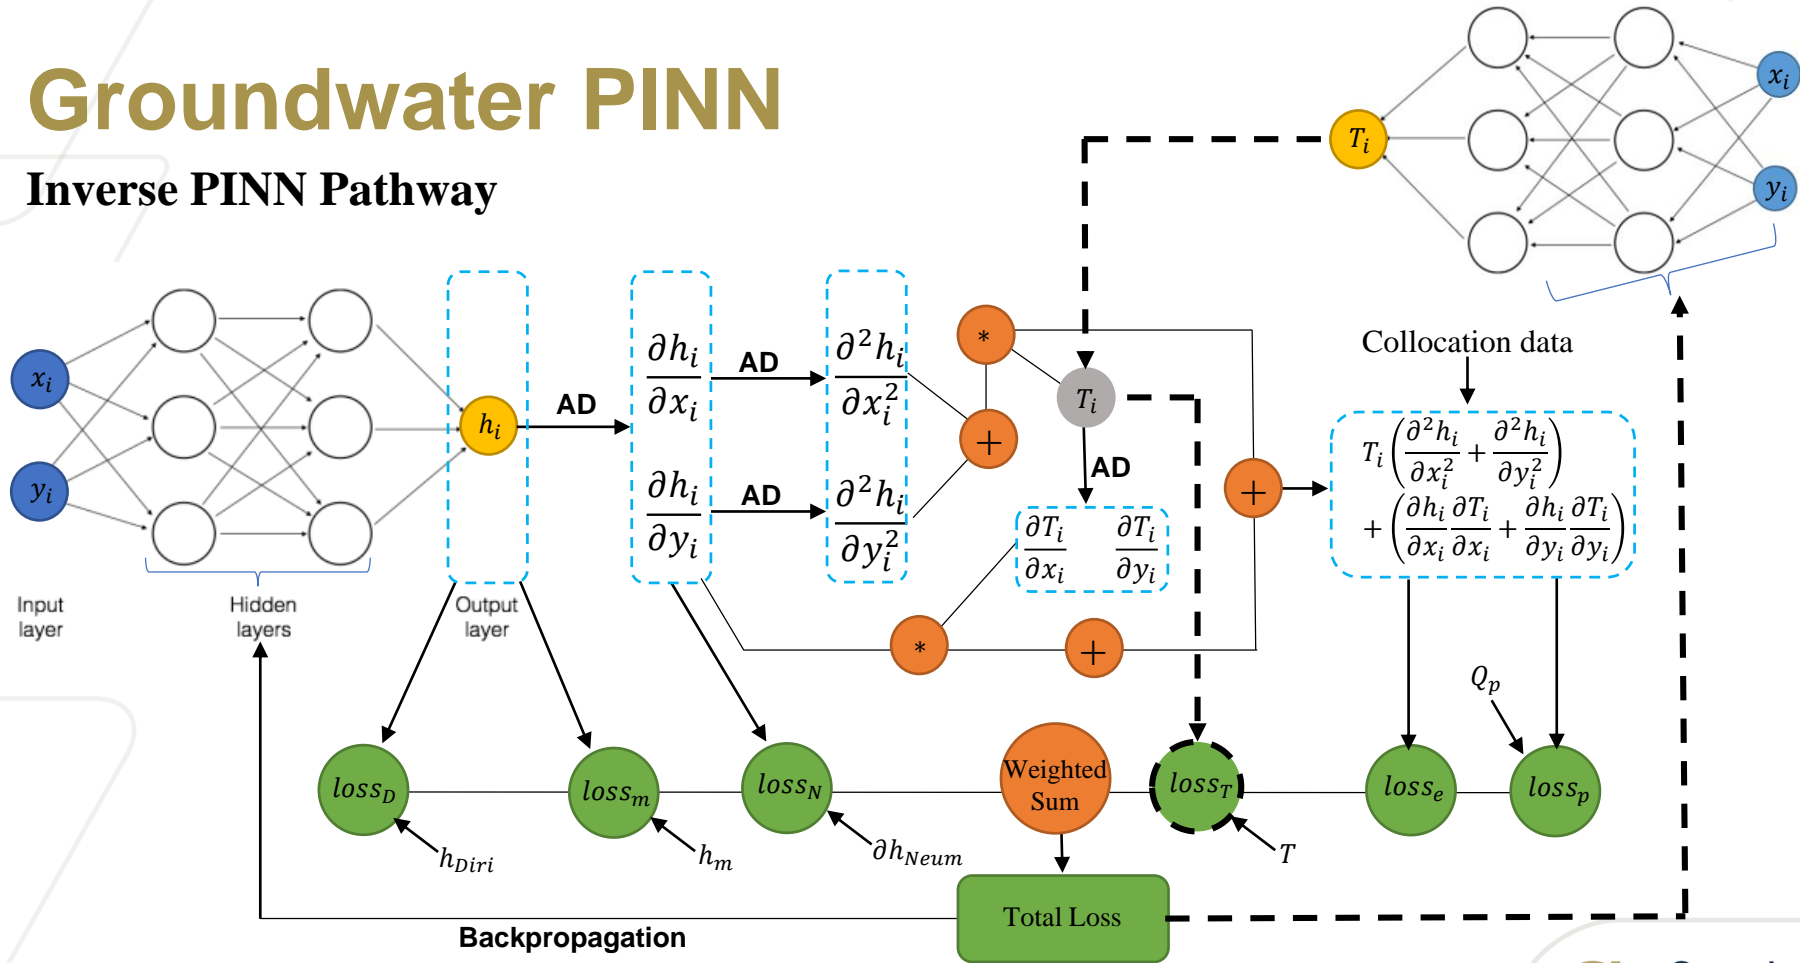 Groundwater PINN
Inverse PINN Pathway
x_i
y_i
T_i
x_i
y_i
h_i
AD
∂h_i/∂x_i
AD
∂²h_i/∂x_i²
∂h_i/∂y_i
AD
∂²h_i/∂y_i²
*
+
T_i
AD
∂T_i/∂x_i ∂T_i/∂y_i
*
+
+
Collocation data
T_i(∂²h_i/∂x_i² + ∂²h_i/∂y_i²)
+ (∂h_i/∂x_i ∂T_i/∂x_i + ∂h_i/∂y_i ∂T_i/∂y_i)
Input
layer
Hidden
layers
Output
layer
Q_p
loss_D
loss_m
loss_N
Weighted
Sum
loss_T
loss_e
loss_p
h_Diri
h_m
∂h_Neum
T
Total Loss
Backpropagation